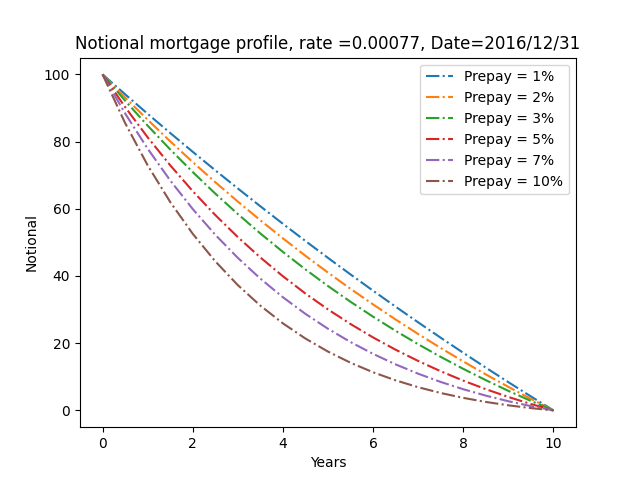 Notional mortgage profile, rate =0.00077, Date=2016/12/31
Prepay = 1%
Prepay = 2%
Prepay = 3%
Prepay = 5%
Prepay = 7%
Prepay = 10%
Notional
100
80
60
40
20
0
0 2 4 6 8 10
Years